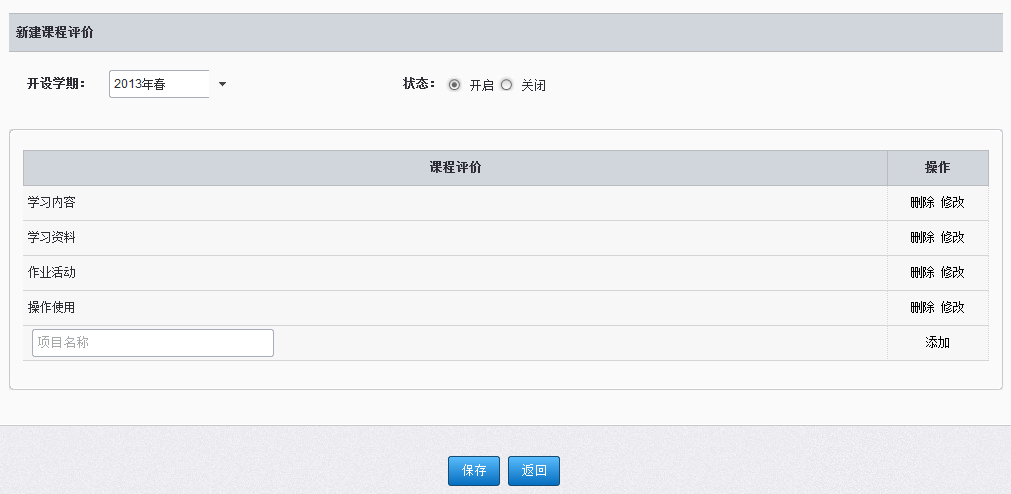 新建课程评价
开设学期： 2013年春 状态： 开启 关闭
课程评价 操作
学习内容 删除 修改
学习资料 删除 修改
作业活动 删除 修改
操作使用 删除 修改
项目名称 添加
保存 返回